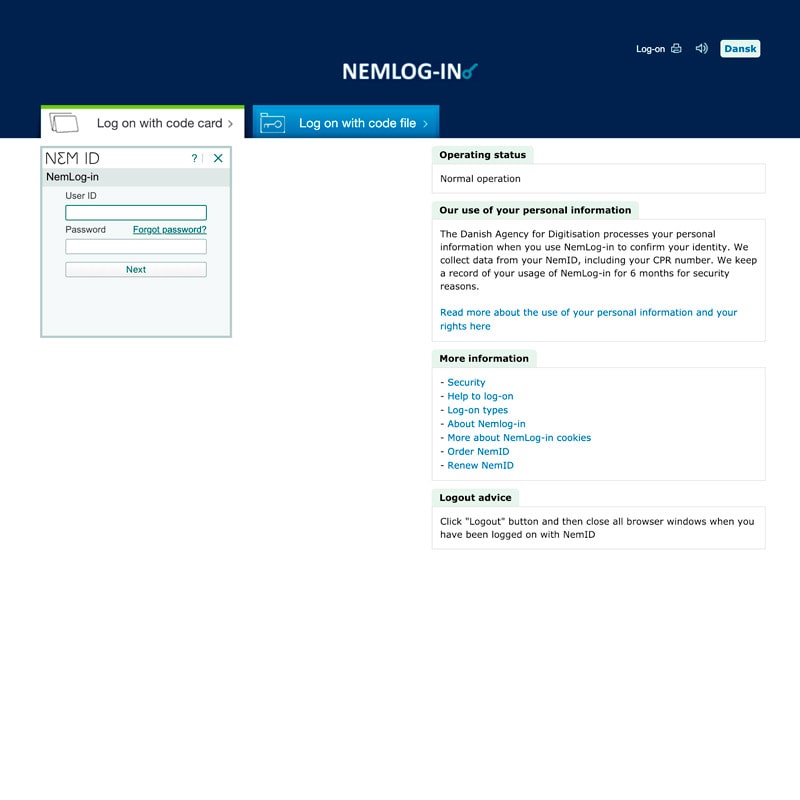 Log-on
Dansk
NEMLOG-IN
Log on with code card
Log on with code file
NEM ID
?
NemLog-in
User ID
Password
Forgot password?
Next
Operating status
Normal operation
Our use of your personal information
The Danish Agency for Digitisation processes your personal
information when you use NemLog-in to confirm your identity. We
collect data from your NemID, including your CPR number. We keep
a record of your usage of NemLog-in for 6 months for security
reasons.
Read more about the use of your personal information and your
rights here
More information
- Security
- Help to log-on
- Log-on types
- About Nemlog-in
- More about NemLog-in cookies
- Order NemID
- Renew NemID
Logout advice
Click "Logout" button and then close all browser windows when you
have been logged on with NemID